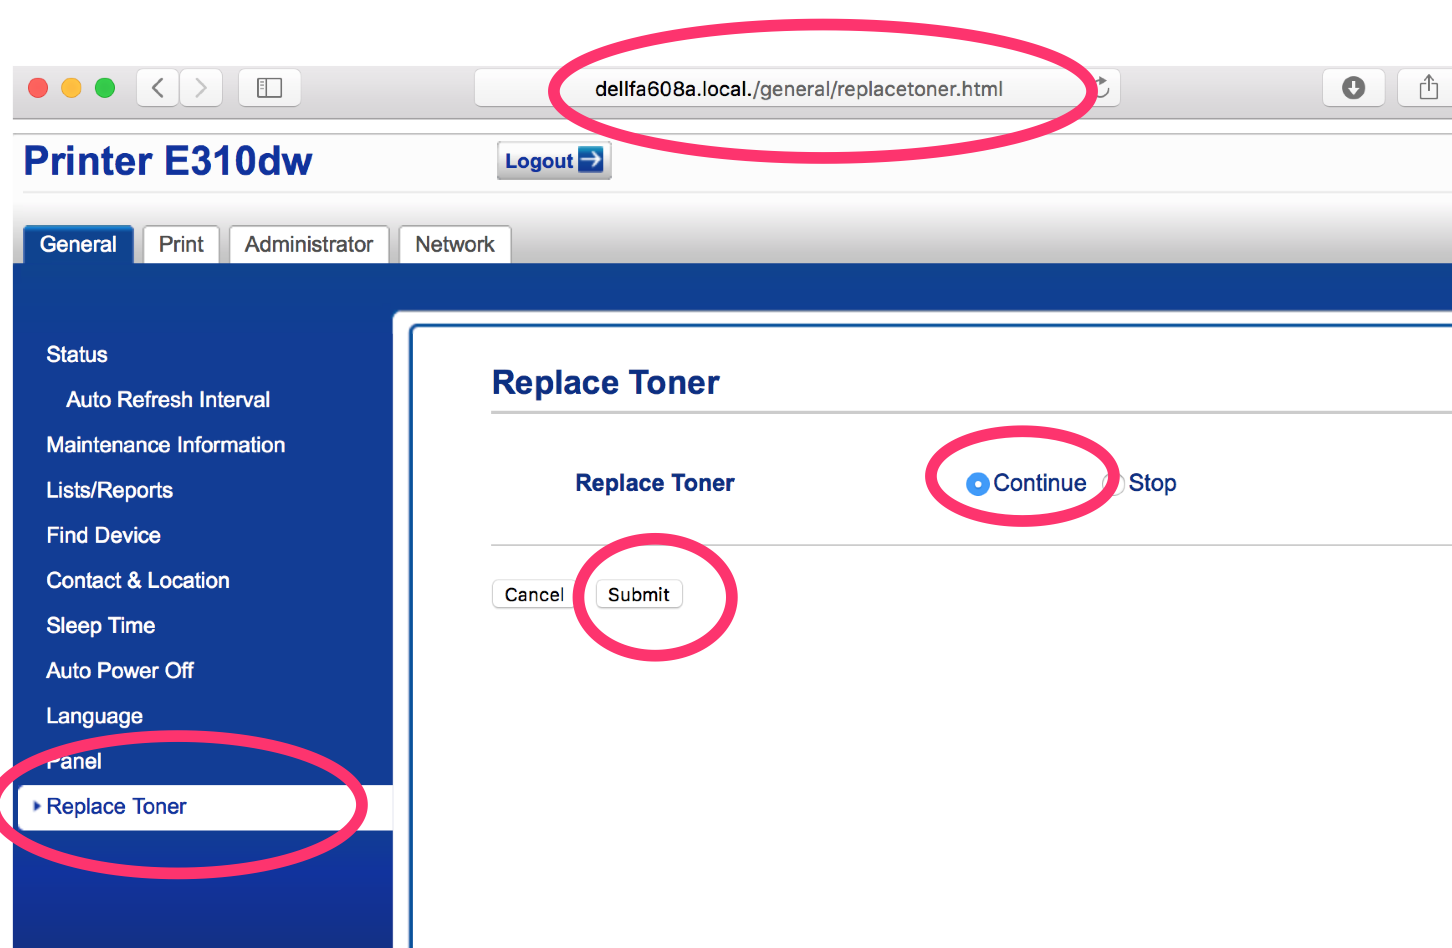 dellfa608a.local./general/replacetoner.html
Printer E310dw
Logout
General Print Administrator Network
Status
Auto Refresh Interval
Maintenance Information
Lists/Reports
Find Device
Contact & Location
Sleep Time
Auto Power Off
Language
Panel
Replace Toner
Replace Toner
Replace Toner Continue Stop
Cancel Submit